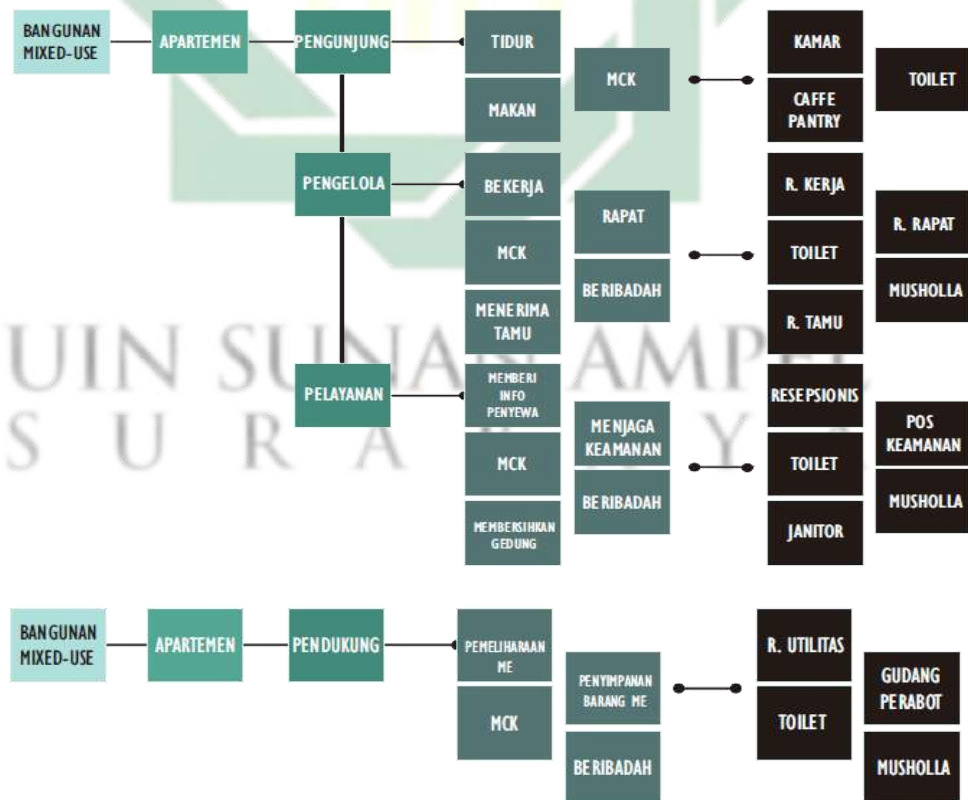 BANGUNAN
MIXED-USE
APARTEMEN
PENGUNJUNG
TIDUR
MAKAN
MCK
KAMAR
CAFFE
PANTRY
TOILET
PENGELOLA
BEKERJA
MCK
MENERIMA
TAMU
RAPAT
BERIBADAH
R. KERJA
TOILET
R. TAMU
R. RAPAT
MUSHOLLA
UIN SUNAN AMPEL
S U R A B A Y A
PELAYANAN
MEMBERI
INFO
PENYEWA
MCK
MEMBERSIHKAN
GEDUNG
MENJAGA
KEAMANAN
BERIBADAH
RESEPSIONIS
TOILET
JANITOR
POS
KEAMANAN
MUSHOLLA
BANGUNAN
MIXED-USE
APARTEMEN
PENDUKUNG
PEMELIHARAAN
ME
MCK
PENYIMPANAN
BARANG ME
BERIBADAH
R. UTILITAS
TOILET
GUDANG
PERABOT
MUSHOLLA